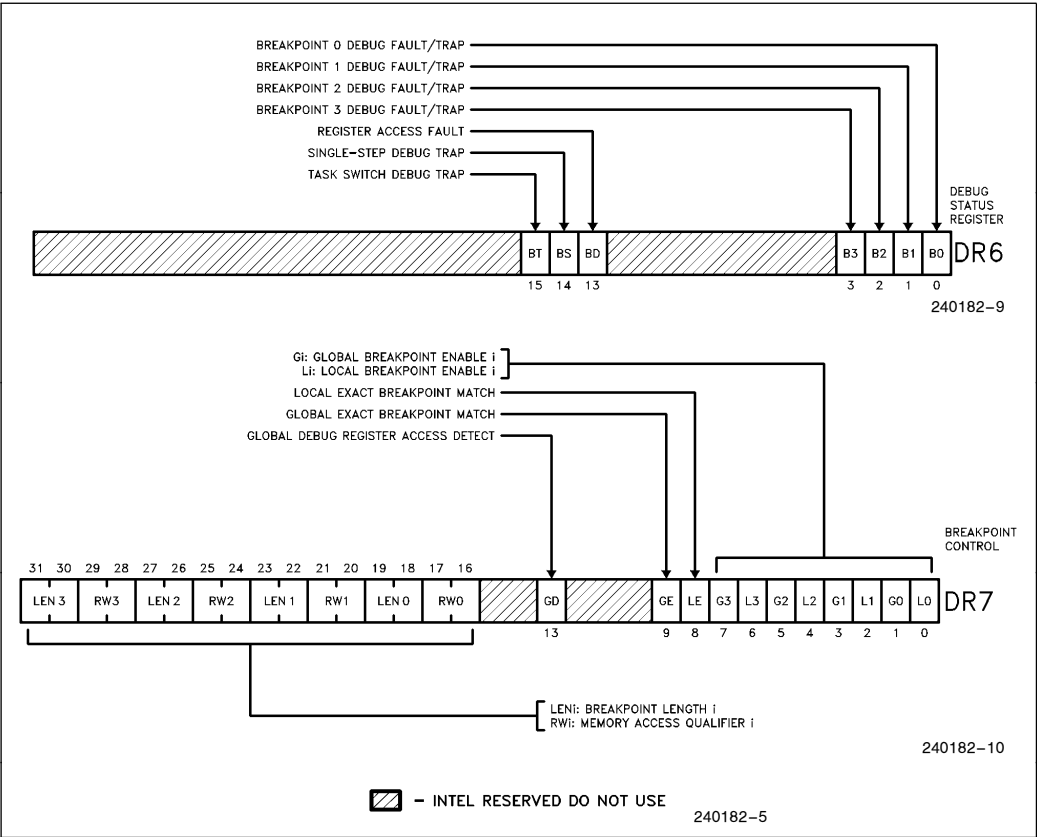 BREAKPOINT 0 DEBUG FAULT/TRAP
BREAKPOINT 1 DEBUG FAULT/TRAP
BREAKPOINT 2 DEBUG FAULT/TRAP
BREAKPOINT 3 DEBUG FAULT/TRAP
REGISTER ACCESS FAULT
SINGLE-STEP DEBUG TRAP
TASK SWITCH DEBUG TRAP
DEBUG
STATUS
REGISTER
BT BS BD B3 B2 B1 B0 DR6
15 14 13 3 2 1 0
240182-9
Gi: GLOBAL BREAKPOINT ENABLE i
Li: LOCAL BREAKPOINT ENABLE i
LOCAL EXACT BREAKPOINT MATCH
GLOBAL EXACT BREAKPOINT MATCH
GLOBAL DEBUG REGISTER ACCESS DETECT
BREAKPOINT
CONTROL
31 30 29 28 27 26 25 24 23 22 21 20 19 18 17 16
LEN 3 RW3 LEN 2 RW2 LEN 1 RW1 LEN 0 RW0 GD GE LE G3 L3 G2 L2 G1 L1 G0 L0 DR7
13 9 8 7 6 5 4 3 2 1 0
LENi: BREAKPOINT LENGTH i
RWi: MEMORY ACCESS QUALIFIER i
240182-10
- INTEL RESERVED DO NOT USE
240182-5